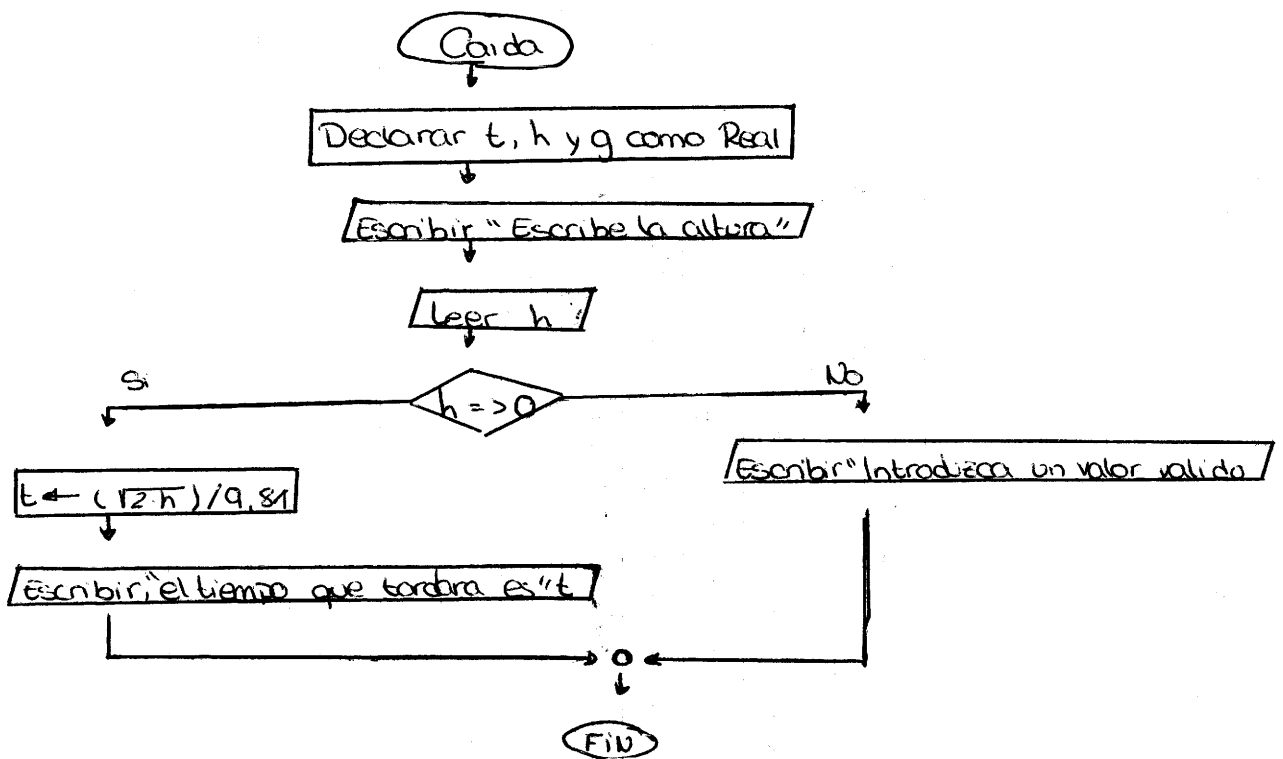 Caida
Declarar t, h y g como Real
Escribir "Escribe la altura"
Leer h
Si
No
h => 0
Escribir "Introdizca un valor valido
t ← (√2·h)/9,81
Escribir, "el tiempo que tardara es" t
O
FiN